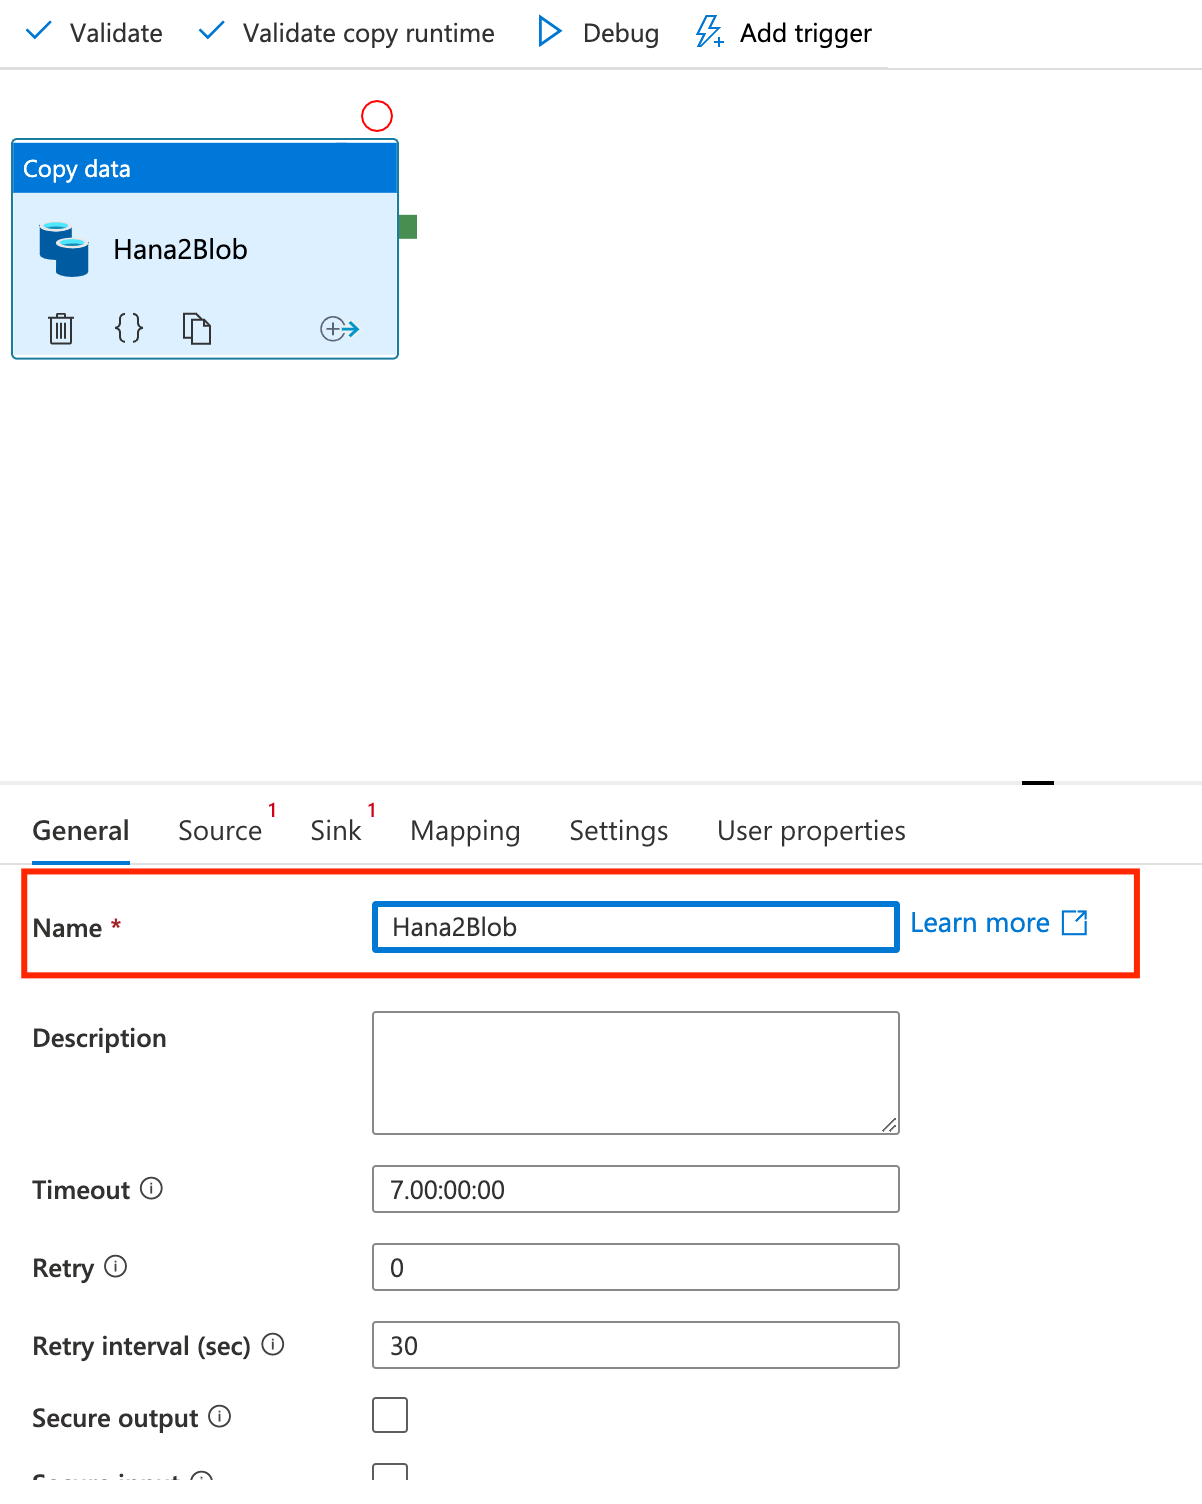 Validate Validate copy runtime Debug Add trigger
Copy data
Hana2Blob
General Source 1 Sink 1 Mapping Settings User properties
Name * Hana2Blob Learn more
Description
Timeout 7.00:00:00
Retry 0
Retry interval (sec) 30
Secure output